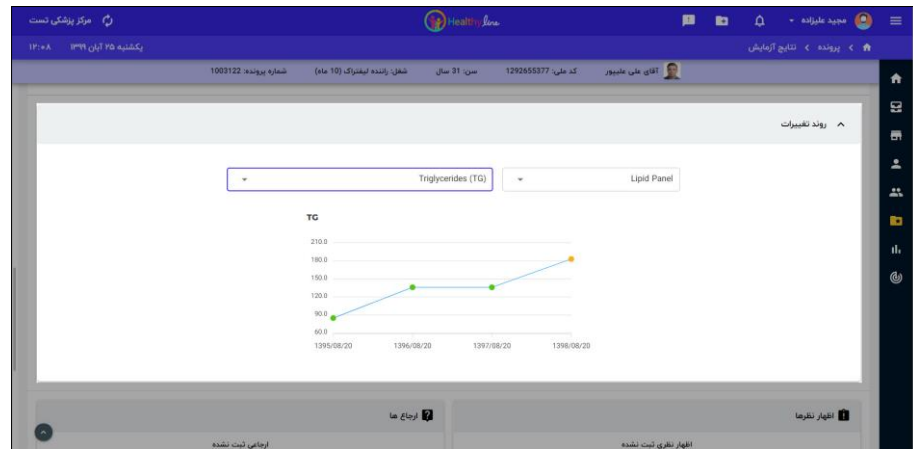 مجید علیزاده
Healthy line
مرکز پزشکی تست
پرونده > نتایج آزمایش
یکشنبه ۲۵ آبان ۱۳۹۹ ۱۲:۰۸
آقای علی علیپور کد ملی: 1292655377 سن: 31 سال شغل: راننده لیفتراک (10 ماه) شماره پرونده: 1003122
روند تغییرات
Lipid Panel
Triglycerides (TG)
TG
210.0
180.0
150.0
120.0
90.0
60.0
1395/08/20 1396/08/20 1397/08/20 1398/08/20
اظهار نظرها
ارجاع ها
اظهار نظری ثبت نشده
ارجاعی ثبت نشده